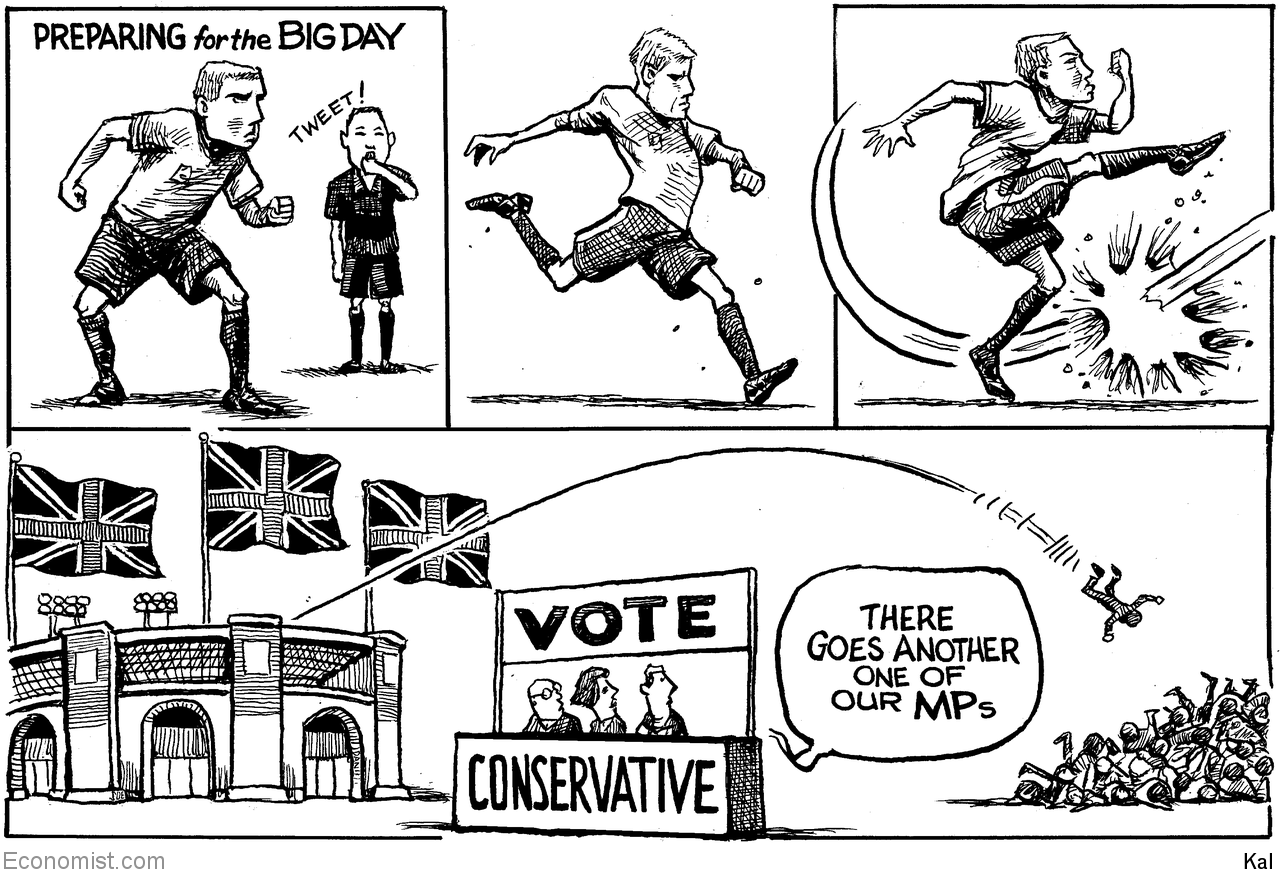 PREPARING for the BIG DAY
TWEET!
VOTE
CONSERVATIVE
THERE
GOES ANOTHER
ONE OF
OUR MPs
Economist.com
Kal